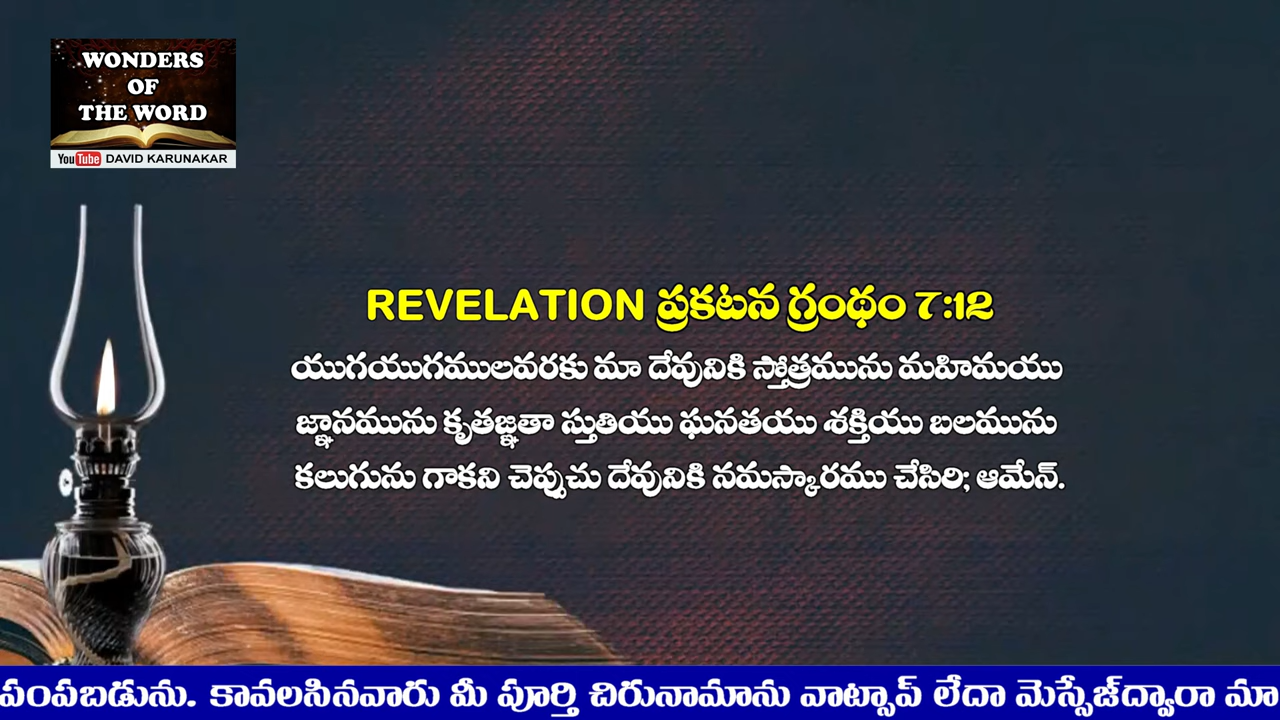 WONDERS
OF
THE WORD
YouTube DAVID KARUNAKAR
REVELATION ప్రకటన గ్రంథం 7:12
యుగయుగములవరకు మా దేవునికి స్తోత్రమును మహిమయు
జ్ఞానమును కృతజ్ఞతా స్తుతియు ఘనతయు శక్తియు బలమును
కలుగును గాకని చెప్పుచు దేవునికి నమస్కారము చేసిరి; ఆమేన్.
పంపబడును. కావలసినవారు మీ పూర్తి చిరునామాను వాట్సాప్ లేదా మెస్సేజ్‌ద్వారా మా